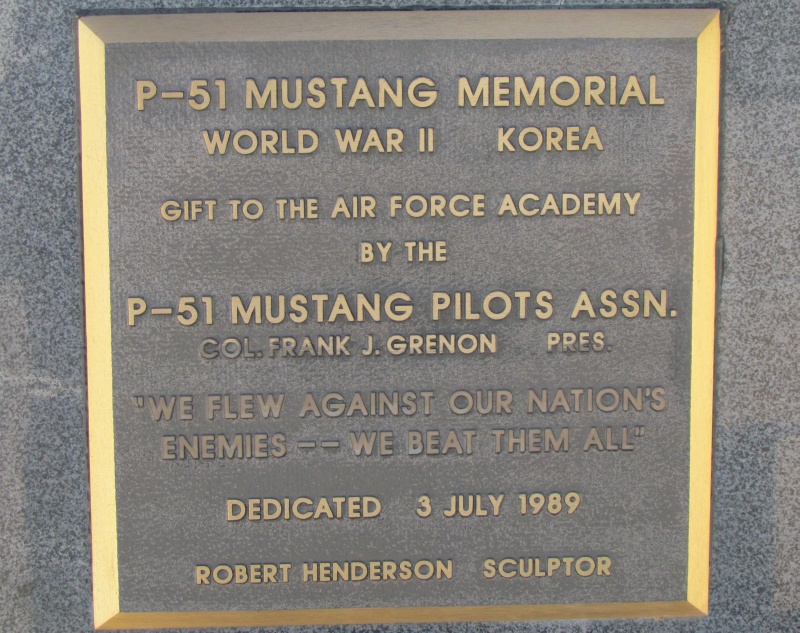 P-51 MUSTANG MEMORIAL
WORLD WAR II KOREA
GIFT TO THE AIR FORCE ACADEMY
BY THE
P-51 MUSTANG PILOTS ASSN.
COL. FRANK J. GRENON PRES.
"WE FLEW AGAINST OUR NATION'S
ENEMIES -- WE BEAT THEM ALL"
DEDICATED 3 JULY 1989
ROBERT HENDERSON SCULPTOR